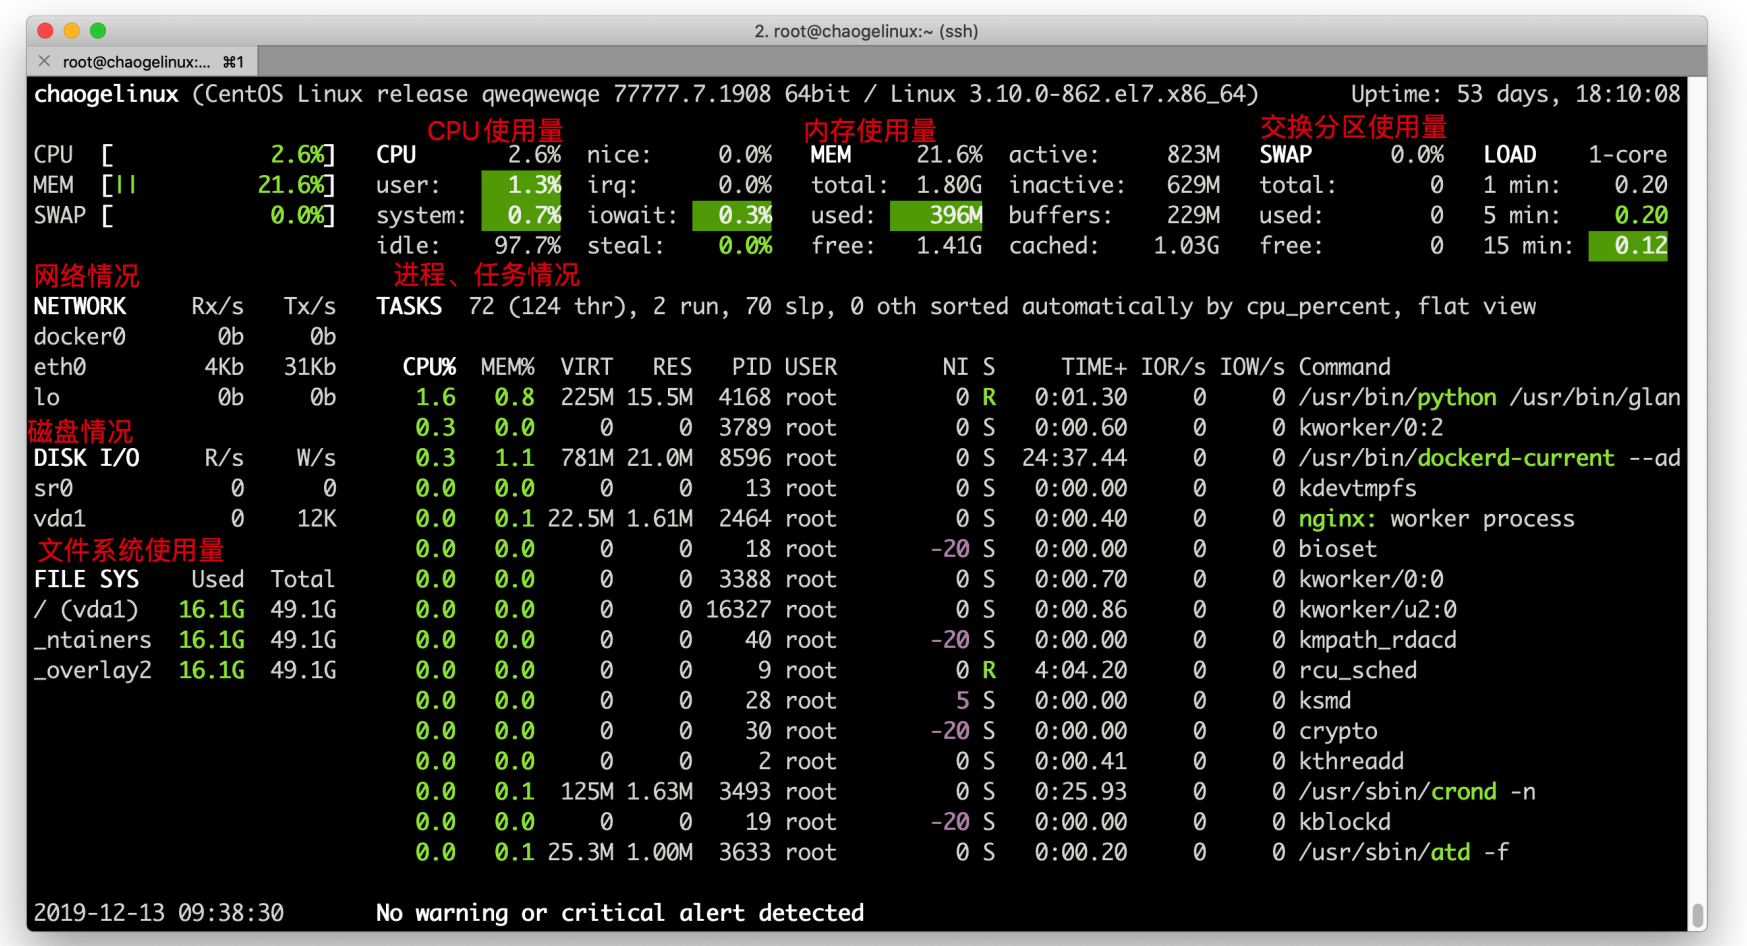 2. root@chaogelinux:~ (ssh)
× root@chaogelinux:... ⌘1
chaogelinux (CentOS Linux release qweqwewqe 77777.7.1908 64bit / Linux 3.10.0-862.el7.x86_64) Uptime: 53 days, 18:10:08
CPU使用量 内存使用量 交换分区使用量
CPU [ 2.6%] CPU 2.6% nice: 0.0% MEM 21.6% active: 823M SWAP 0.0% LOAD 1-core
MEM [|| 21.6%] user: 1.3% irq: 0.0% total: 1.80G inactive: 629M total: 0 1 min: 0.20
SWAP [ 0.0%] system: 0.7% iowait: 0.3% used: 396M buffers: 229M used: 0 5 min: 0.20
idle: 97.7% steal: 0.0% free: 1.41G cached: 1.03G free: 0 15 min: 0.12
网络情况 进程、任务情况
NETWORK Rx/s Tx/s TASKS 72 (124 thr), 2 run, 70 slp, 0 oth sorted automatically by cpu_percent, flat view
docker0 0b 0b
eth0 4Kb 31Kb CPU% MEM% VIRT RES PID USER NI S TIME+ IOR/s IOW/s Command
lo 0b 0b 1.6 0.8 225M 15.5M 4168 root 0 R 0:01.30 0 0 /usr/bin/python /usr/bin/glan
磁盘情况 0.3 0.0 0 0 3789 root 0 S 0:00.60 0 0 kworker/0:2
DISK I/O R/s W/s 0.3 1.1 781M 21.0M 8596 root 0 S 24:37.44 0 0 /usr/bin/dockerd-current --ad
sr0 0 0 0.0 0.0 0 0 13 root 0 S 0:00.00 0 0 kdevtmpfs
vda1 0 12K 0.0 0.1 22.5M 1.61M 2464 root 0 S 0:00.40 0 0 nginx: worker process
文件系统使用量 0.0 0.0 0 0 18 root -20 S 0:00.00 0 0 bioset
FILE SYS Used Total 0.0 0.0 0 0 3388 root 0 S 0:00.70 0 0 kworker/0:0
/ (vda1) 16.1G 49.1G 0.0 0.0 0 0 16327 root 0 S 0:00.86 0 0 kworker/u2:0
_ntainers 16.1G 49.1G 0.0 0.0 0 0 40 root -20 S 0:00.00 0 0 kmpath_rdacd
_overlay2 16.1G 49.1G 0.0 0.0 0 0 9 root 0 R 4:04.20 0 0 rcu_sched
0.0 0.0 0 0 28 root 5 S 0:00.00 0 0 ksmd
0.0 0.0 0 0 30 root -20 S 0:00.00 0 0 crypto
0.0 0.0 0 0 2 root 0 S 0:00.41 0 0 kthreadd
0.0 0.1 125M 1.63M 3493 root 0 S 0:25.93 0 0 /usr/sbin/crond -n
0.0 0.0 0 0 19 root -20 S 0:00.00 0 0 kblockd
0.0 0.1 25.3M 1.00M 3633 root 0 S 0:00.20 0 0 /usr/sbin/atd -f
2019-12-13 09:38:30 No warning or critical alert detected